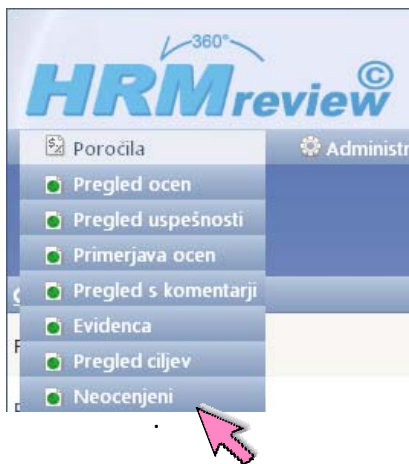 360°
HRMreview ©
Poročila
Administr
Pregled ocen
Pregled uspešnosti
Primerjava ocen
Pregled s komentarji
Evidenca
Pregled ciljev
Neocenjeni